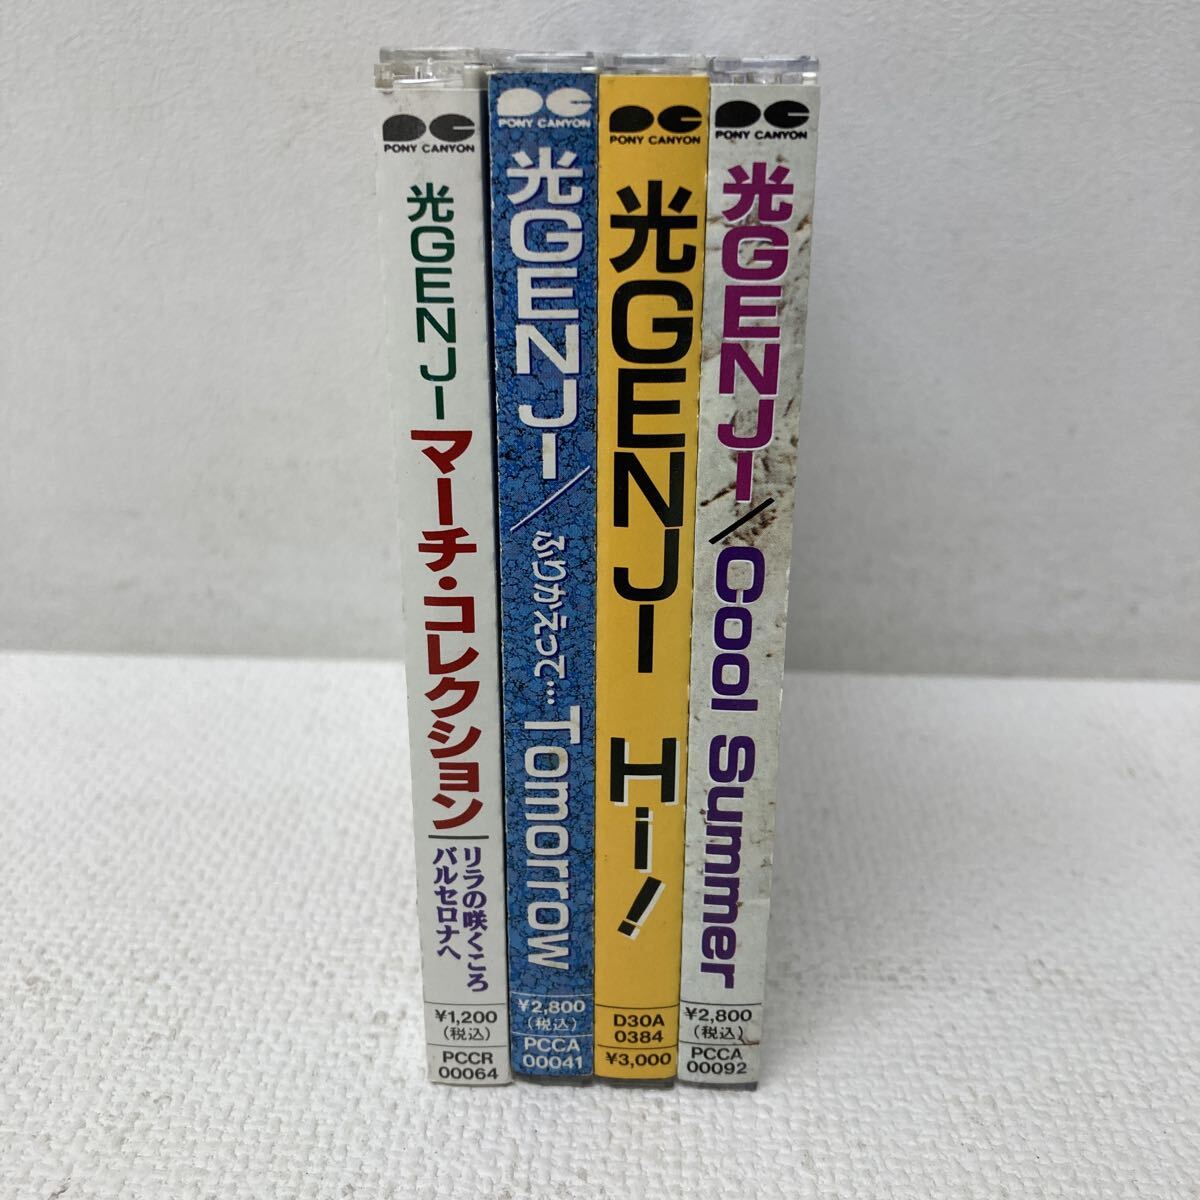 PONY CANYON
光GENJI マーチ・コレクション
リラの咲くころ
バルセロナへ
¥1,200
(税込)
PCCR
00064
PONY CANYON
光GENJI/ふりかえって…Tomorrow
¥2,800
(税込)
PCCA
00041
PONY CANYON
光GENJI Hi!
D30A
0384
¥3,000
PONY CANYON
光GENJI/Cool Summer
¥2,800
(税込)
PCCA
00092